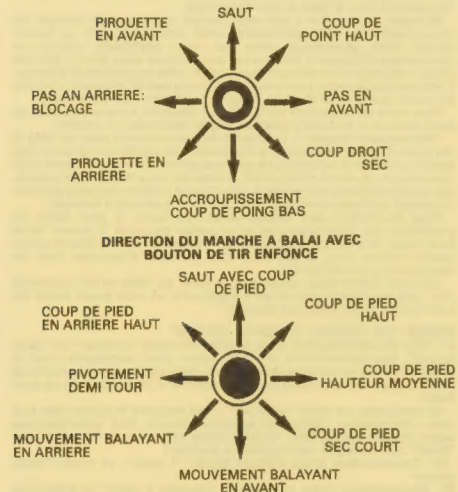 SAUT
PIROUETTE
EN AVANT
COUP DE
POINT HAUT
PAS AN ARRIERE:
BLOCAGE
PAS EN
AVANT
PIROUETTE EN
ARRIERE
COUP DROIT
SEC
ACCROUPISSEMENT
COUP DE POING BAS
DIRECTION DU MANCHE A BALAI AVEC
BOUTON DE TIR ENFONCE
SAUT AVEC COUP
DE PIED
COUP DE PIED
EN ARRIERE HAUT
COUP DE PIED
HAUT
PIVOTEMENT
DEMI TOUR
COUP DE PIED
HAUTEUR MOYENNE
MOUVEMENT BALAYANT
EN ARRIERE
COUP DE PIED
SEC COURT
MOUVEMENT BALAYANT
EN AVANT